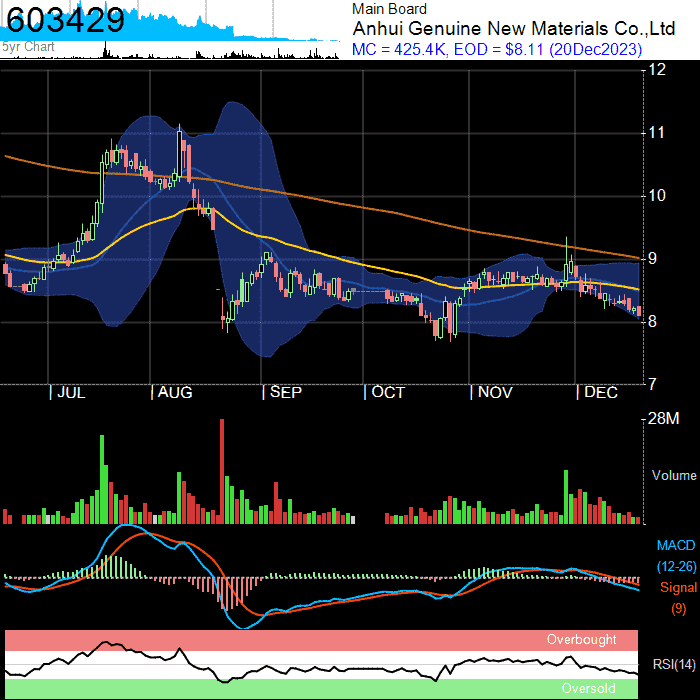 603429
5yr Chart
Main Board
Anhui Genuine New Materials Co.,Ltd
MC = 425.4K, EOD = $8.11 (20Dec2023)
12
11
10
9
8
7
| JUL | AUG | SEP | OCT | NOV | DEC
28M
Volume
MACD
(12-26)
Signal
(9)
Overbought
RSI(14)
Oversold